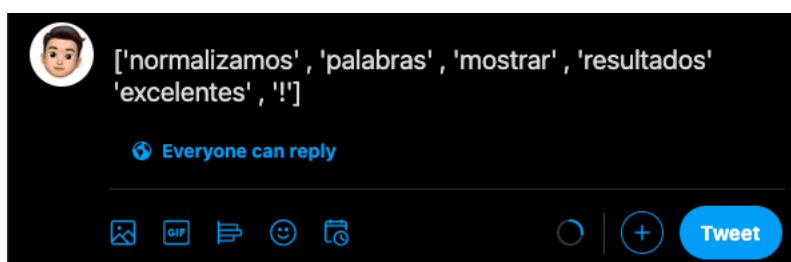 ['normalizamos' , 'palabras' , 'mostrar' , 'resultados'
'excelentes' , '!']
Everyone can reply
GIF
Tweet